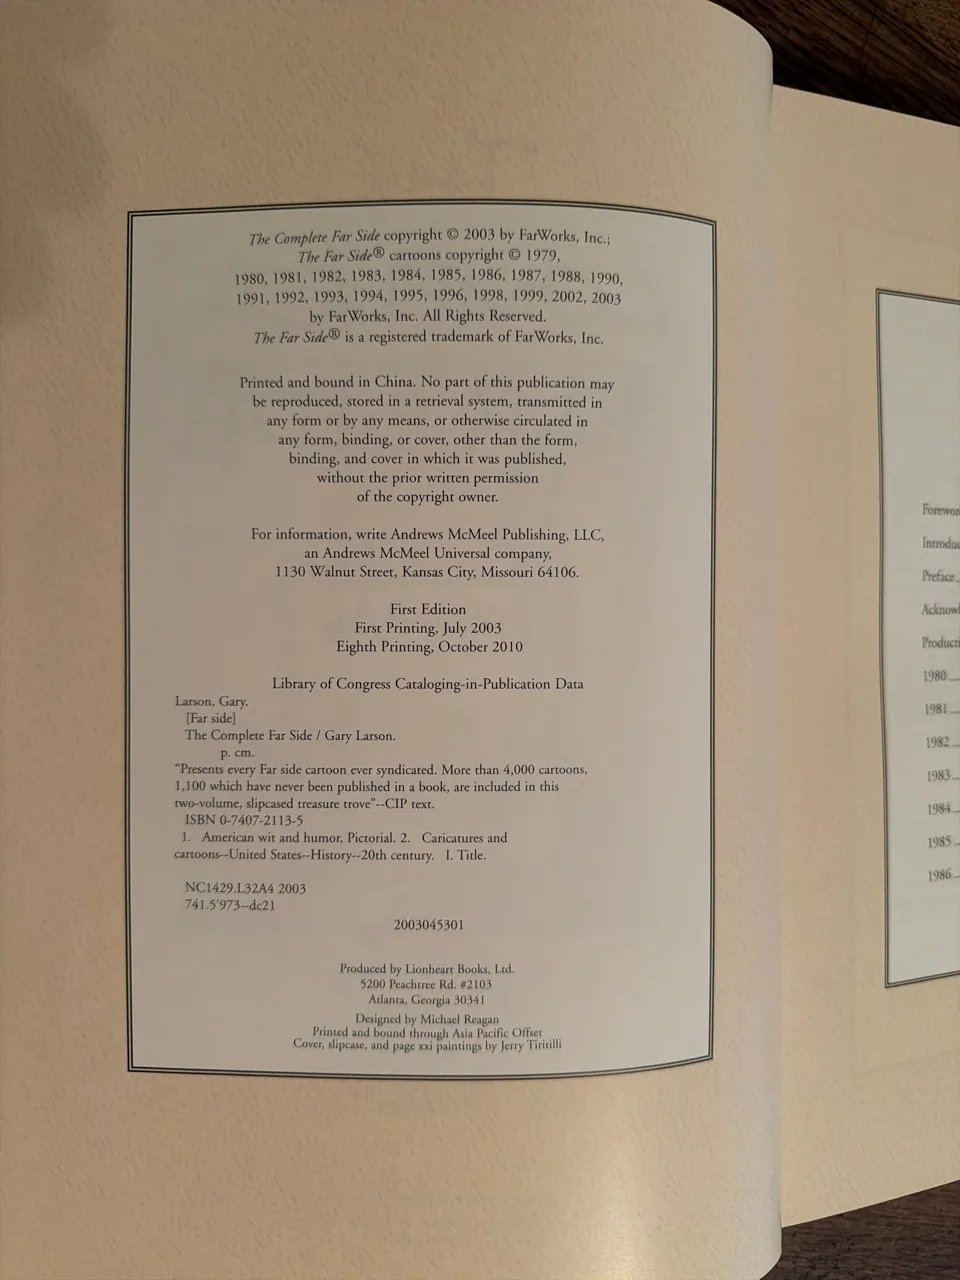 The Complete Far Side copyright © 2003 by FarWorks, Inc.;
The Far Side® cartoons copyright © 1979,
1980, 1981, 1982, 1983, 1984, 1985, 1986, 1987, 1988, 1990,
1991, 1992, 1993, 1994, 1995, 1996, 1998, 1999, 2002, 2003
by FarWorks, Inc. All Rights Reserved.
The Far Side® is a registered trademark of FarWorks, Inc.
Printed and bound in China. No part of this publication may
be reproduced, stored in a retrieval system, transmitted in
any form or by any means, or otherwise circulated in
any form, binding, or cover, other than the form,
binding, and cover in which it was published,
without the prior written permission
of the copyright owner.
For information, write Andrews McMeel Publishing, LLC,
an Andrews McMeel Universal company,
1130 Walnut Street, Kansas City, Missouri 64106.
First Edition
First Printing, July 2003
Eighth Printing, October 2010
Library of Congress Cataloging-in-Publication Data
Larson, Gary.
[Far side]
The Complete Far Side / Gary Larson.
p. cm.
“Presents every Far side cartoon ever syndicated. More than 4,000 cartoons,
1,100 which have never been published in a book, are included in this
two-volume, slipcased treasure trove”--CIP text.
ISBN 0-7407-2113-5
1. American wit and humor, Pictorial. 2. Caricatures and
cartoons--United States--History--20th century. I. Title.
NC1429.L32A4 2003
741.5'973--dc21
2003045301
Produced by Lionheart Books, Ltd.
5200 Peachtree Rd. #2103
Atlanta, Georgia 30341
Designed by Michael Reagan
Printed and bound through Asia Pacific Offset
Cover, slipcase, and page xxi paintings by Jerry Tiritilli
Forewor
Introduc
Preface ..
Acknowl
Producti
1980 ....
1981 ....
1982 ....
1983 ....
1984 ....
1985 ....
1986 ....